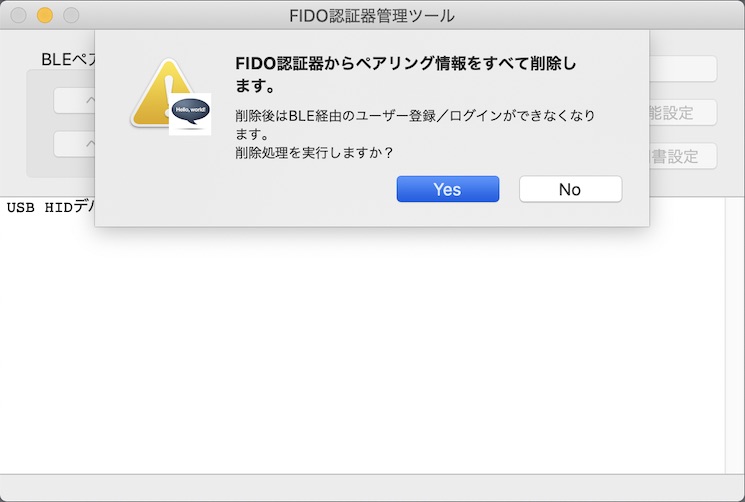 FIDO認証器管理ツール
BLEペア
FIDO認証器からペアリング情報をすべて削除し
ます。
Hello, world!
削除後はBLE経由のユーザー登録／ログインができなくなり
ます。
削除処理を実行しますか？
能設定
書設定
Yes
No
USB HIDデバ